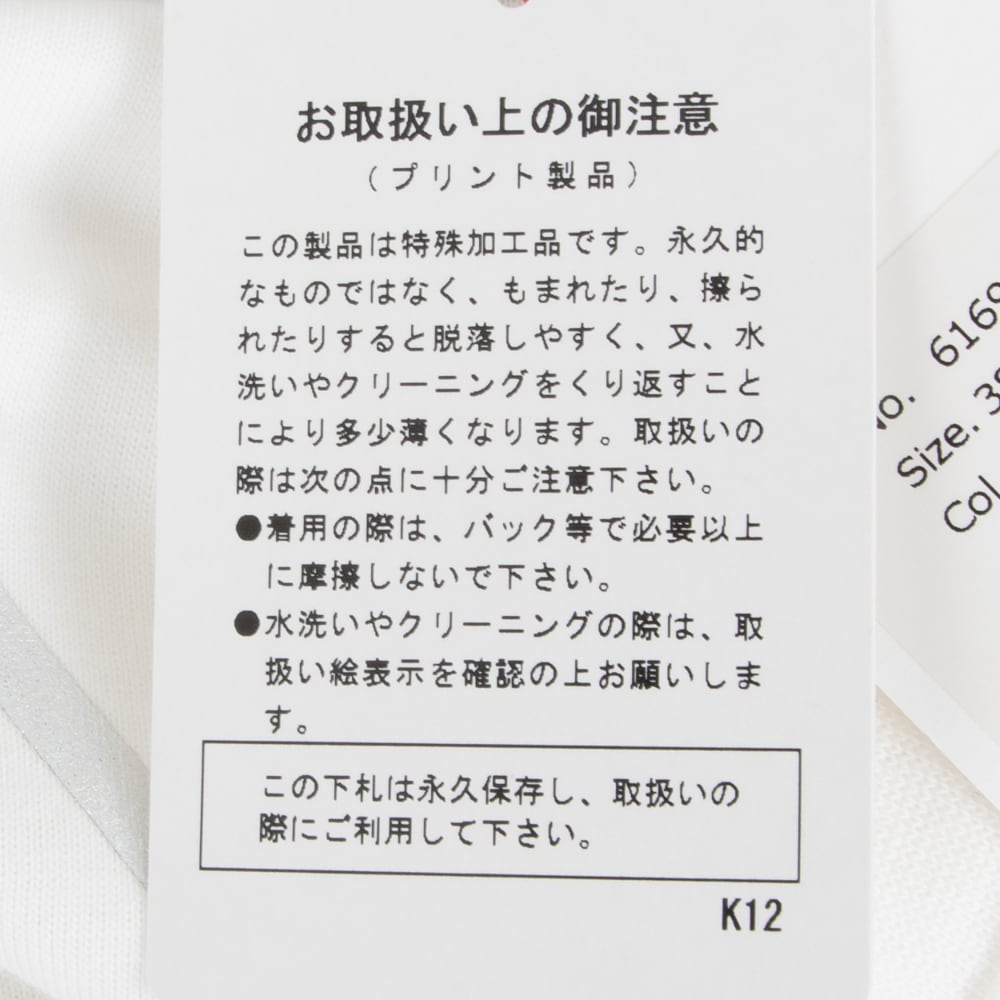 お取扱い上の御注意
（プリント製品）
この製品は特殊加工品です。永久的
なものではなく、もまれたり、擦ら
れたりすると脱落しやすく、又、水
洗いやクリーニングをくり返すこと
により多少薄くなります。取扱いの
際は次の点に十分ご注意下さい。
●着用の際は、バック等で必要以上
に摩擦しないで下さい。
●水洗いやクリーニングの際は、取
扱い絵表示を確認の上お願いしま
す。
この下札は永久保存し、取扱いの
際にご利用して下さい。
K12
No. 6169
Size. 38
Col